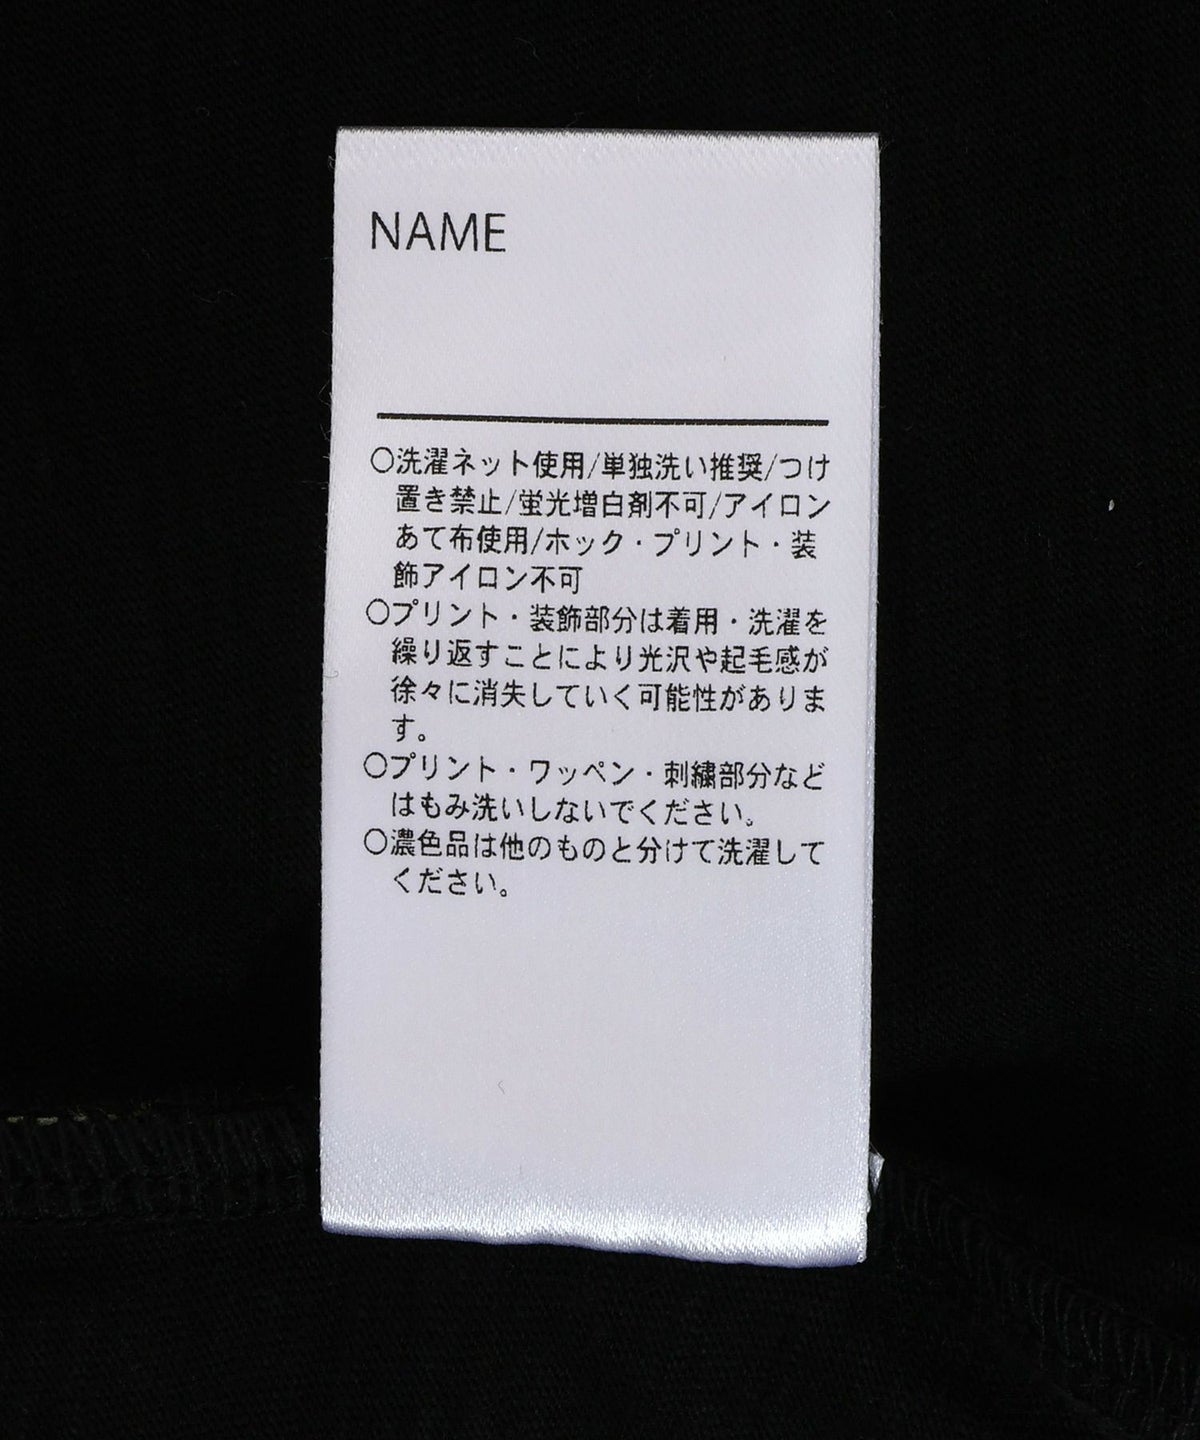 NAME
○洗濯ネット使用/単独洗い推奨/つけ
置き禁止/蛍光増白剤不可/アイロン
あて布使用/ホック・プリント・装
飾アイロン不可
○プリント・装飾部分は着用・洗濯を
繰り返すことにより光沢や起毛感が
徐々に消失していく可能性がありま
す。
○プリント・ワッペン・刺繍部分など
はもみ洗いしないでください。
○濃色品は他のものと分けて洗濯して
ください。